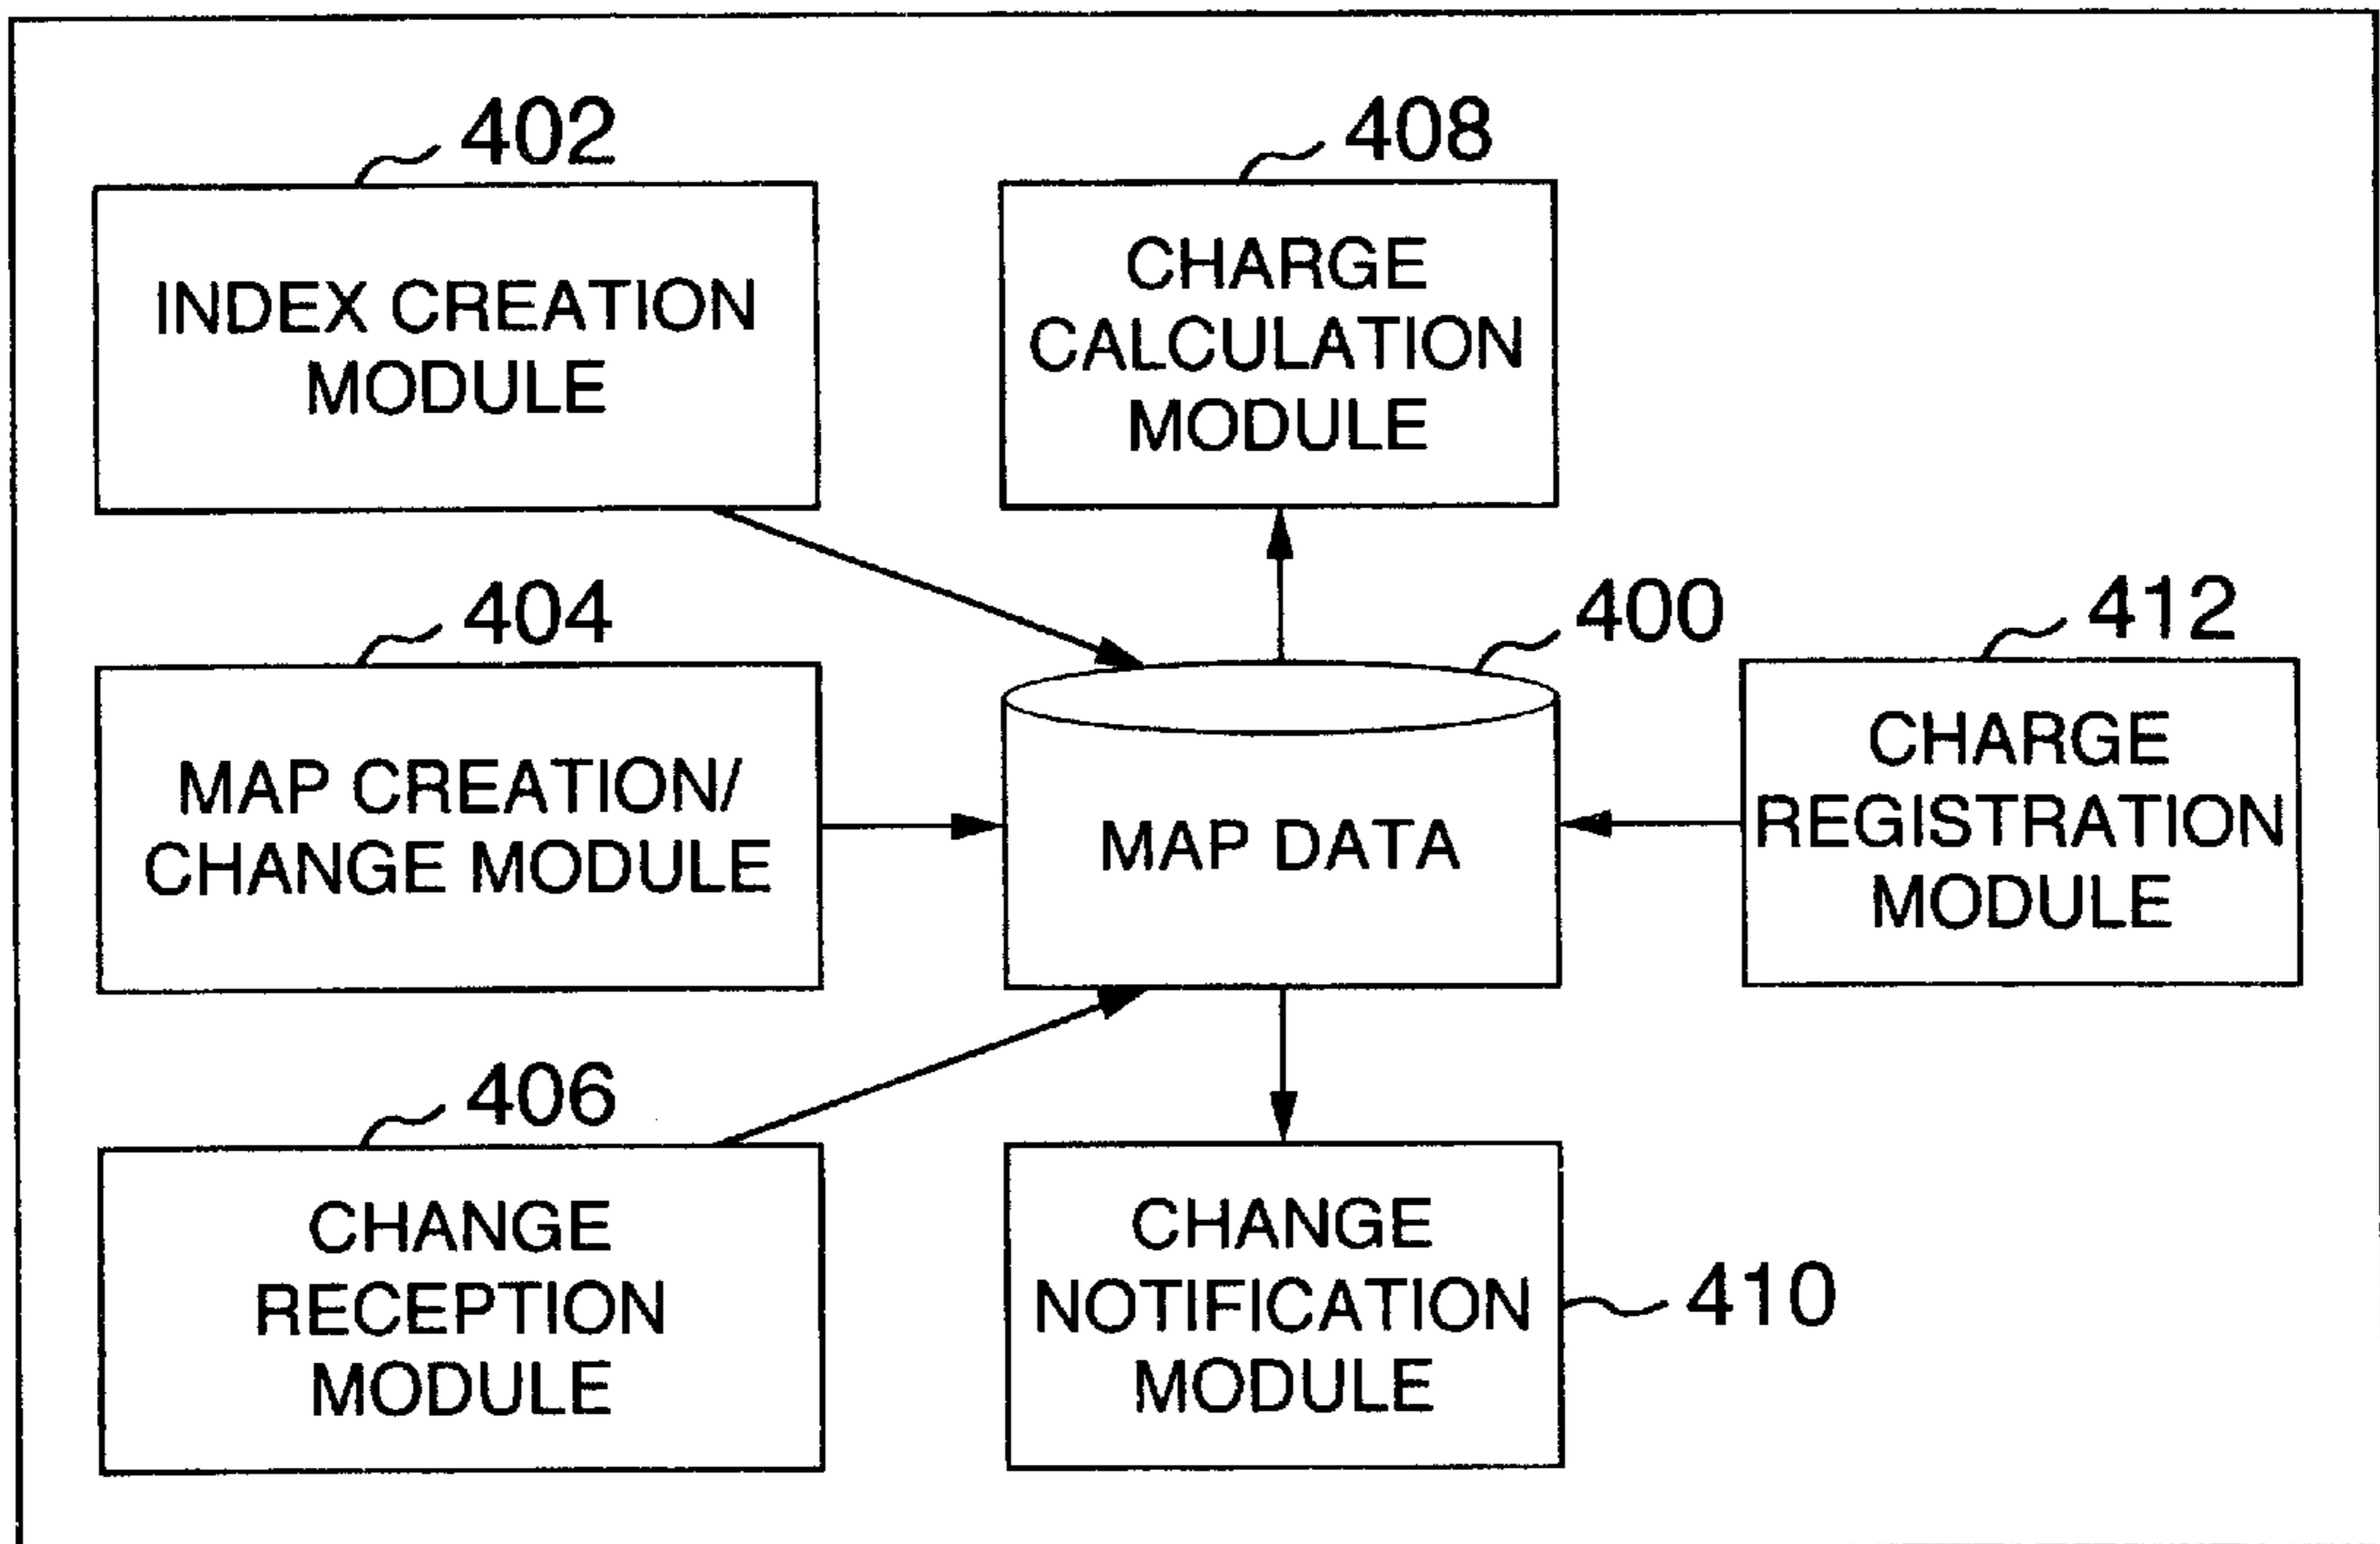 402
INDEX CREATION
MODULE
408
CHARGE
CALCULATION
MODULE
404
MAP CREATION/
CHANGE MODULE
400
MAP DATA
412
CHARGE
REGISTRATION
MODULE
406
CHANGE
RECEPTION
MODULE
CHANGE
NOTIFICATION
MODULE
410